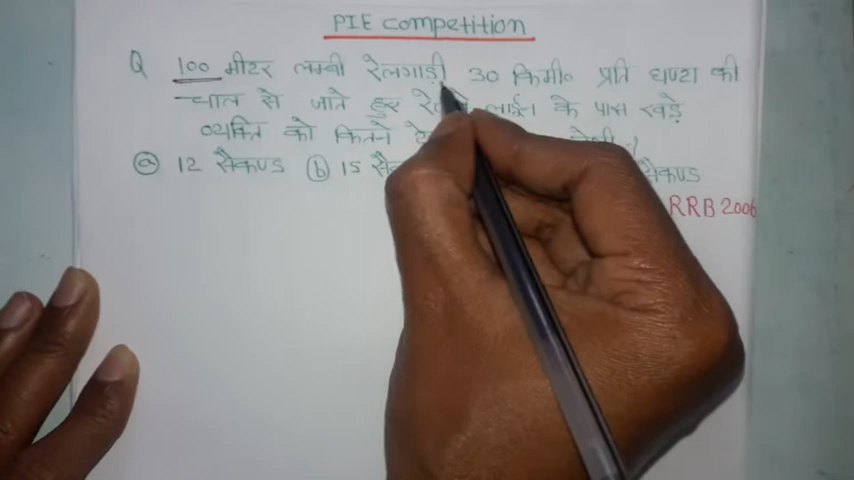 PIE competition
Q 100 मीटर लम्बी रेलगाड़ी 30 किमी० प्रति घण्टा की
चाल से जाते हुए लाईन के पास खड़े
व्यक्ति को कितने
ⓐ 12 सैकण्ड ⓑ 15 सैकण्ड
RRB 2006